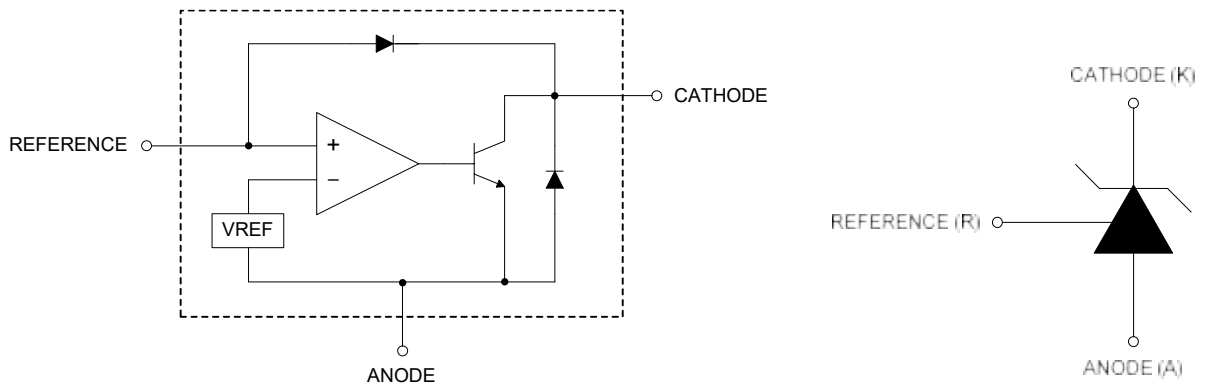 CATHODE
REFERENCE
+
−
VREF
ANODE
CATHODE (K)
REFERENCE (R)
ANODE (A)